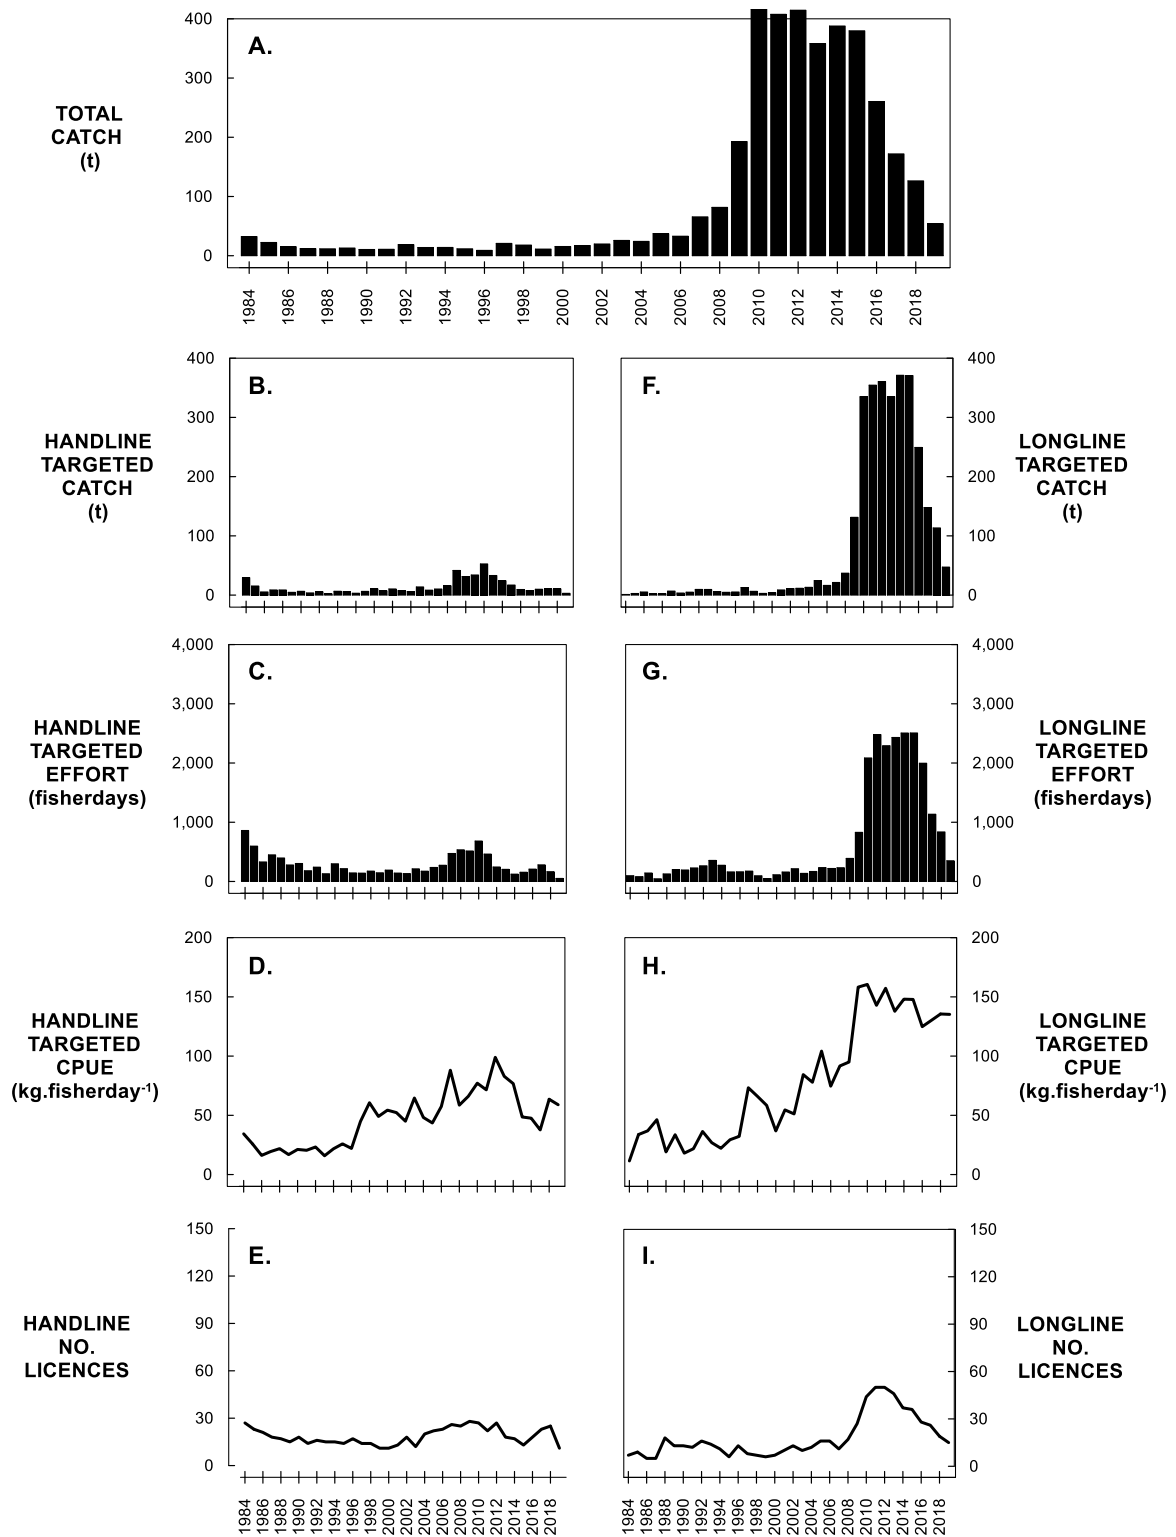 A.
TOTAL
CATCH
(t)
400
300
200
100
0
1984 1986 1988 1990 1992 1994 1996 1998 2000 2002 2004 2006 2008 2010 2012 2014 2016 2018
B.
HANDLINE
TARGETED
CATCH
(t)
400
300
200
100
0
F.
400
300
200
100
0
LONGLINE
TARGETED
CATCH
(t)
C.
HANDLINE
TARGETED
EFFORT
(fisherdays)
4,000
3,000
2,000
1,000
0
G.
4,000
3,000
2,000
1,000
0
LONGLINE
TARGETED
EFFORT
(fisherdays)
D.
HANDLINE
TARGETED
CPUE
(kg.fisherday-1)
200
150
100
50
0
H.
200
150
100
50
0
LONGLINE
TARGETED
CPUE
(kg.fisherday-1)
E.
HANDLINE
NO.
LICENCES
150
120
90
60
30
0
1984 1986 1988 1990 1992 1994 1996 1998 2000 2002 2004 2006 2008 2010 2012 2014 2016 2018
I.
150
120
90
60
30
0
LONGLINE
NO.
LICENCES
1984 1986 1988 1990 1992 1994 1996 1998 2000 2002 2004 2006 2008 2010 2012 2014 2016 2018